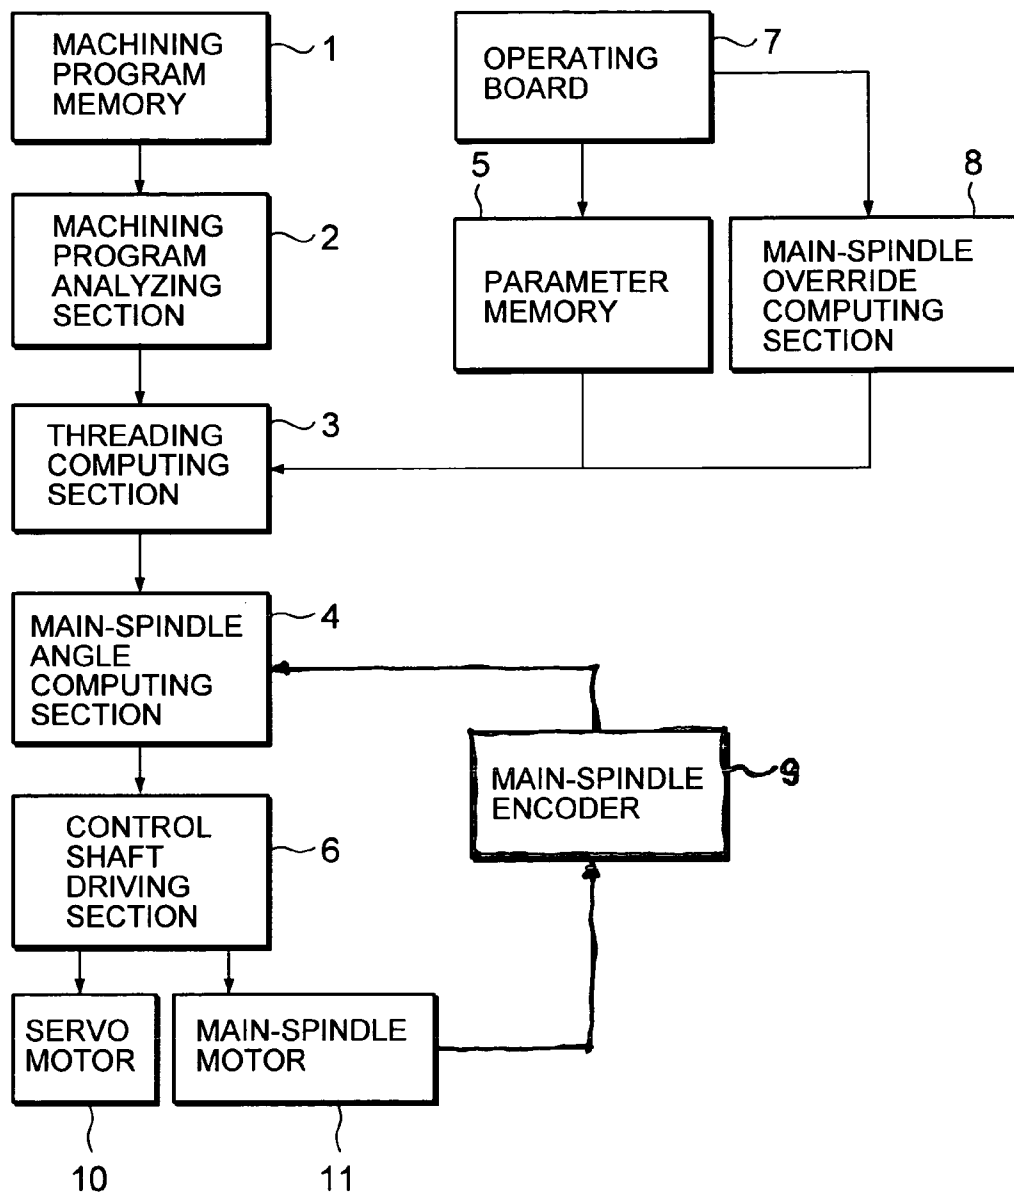 MACHINING
PROGRAM
MEMORY
1
OPERATING
BOARD
7
MACHINING
PROGRAM
ANALYZING
SECTION
2
5
PARAMETER
MEMORY
8
MAIN-SPINDLE
OVERRIDE
COMPUTING
SECTION
THREADING
COMPUTING
SECTION
3
MAIN-SPINDLE
ANGLE
COMPUTING
SECTION
4
MAIN-SPINDLE
ENCODER
9
CONTROL
SHAFT
DRIVING
SECTION
6
SERVO
MOTOR
MAIN-SPINDLE
MOTOR
10
11